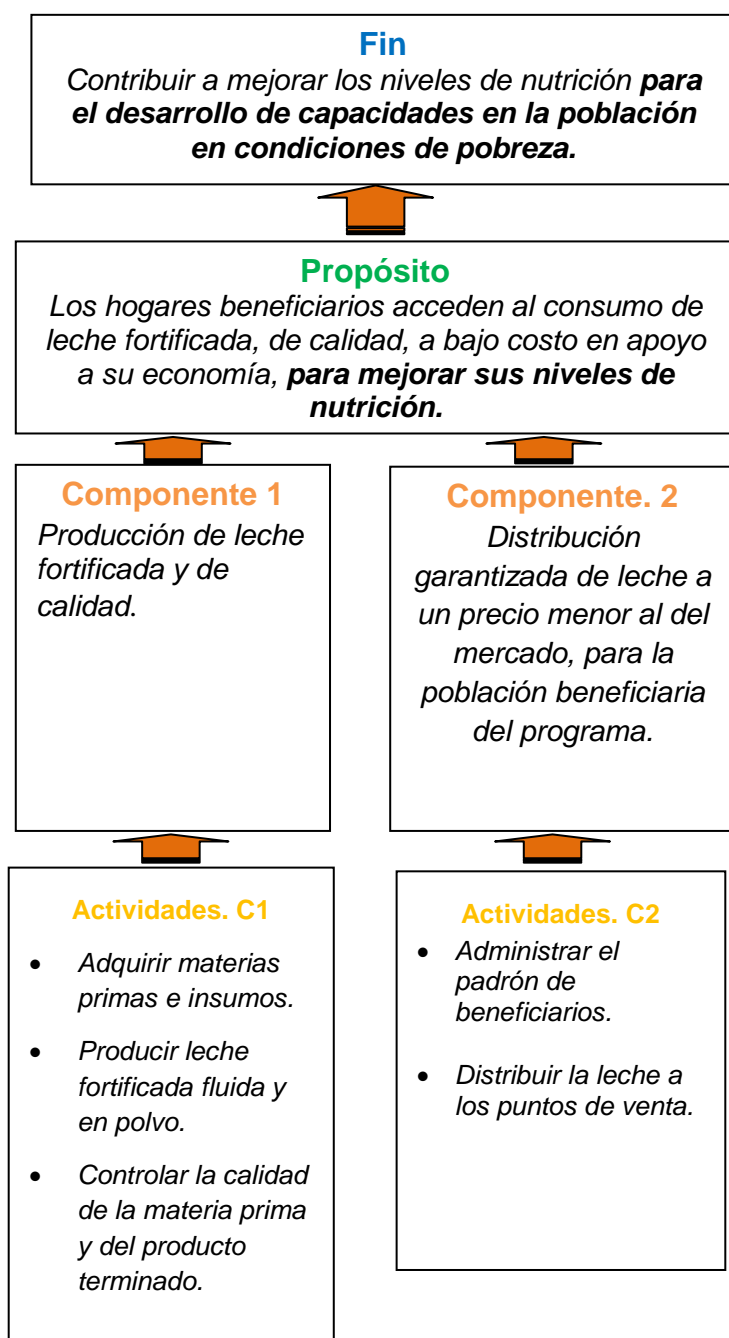 Fin
Contribuir a mejorar los niveles de nutrición para
el desarrollo de capacidades en la población
en condiciones de pobreza.
Propósito
Los hogares beneficiarios acceden al consumo de
leche fortificada, de calidad, a bajo costo en apoyo
a su economía, para mejorar sus niveles de
nutrición.
Componente 1
Producción de leche
fortificada y de
calidad.
Componente. 2
Distribución
garantizada de leche a
un precio menor al del
mercado, para la
población beneficiaria
del programa.
Actividades. C1
• Adquirir materias
primas e insumos.
• Producir leche
fortificada fluida y
en polvo.
• Controlar la calidad
de la materia prima
y del producto
terminado.
Actividades. C2
• Administrar el
padrón de
beneficiarios.
• Distribuir la leche a
los puntos de venta.